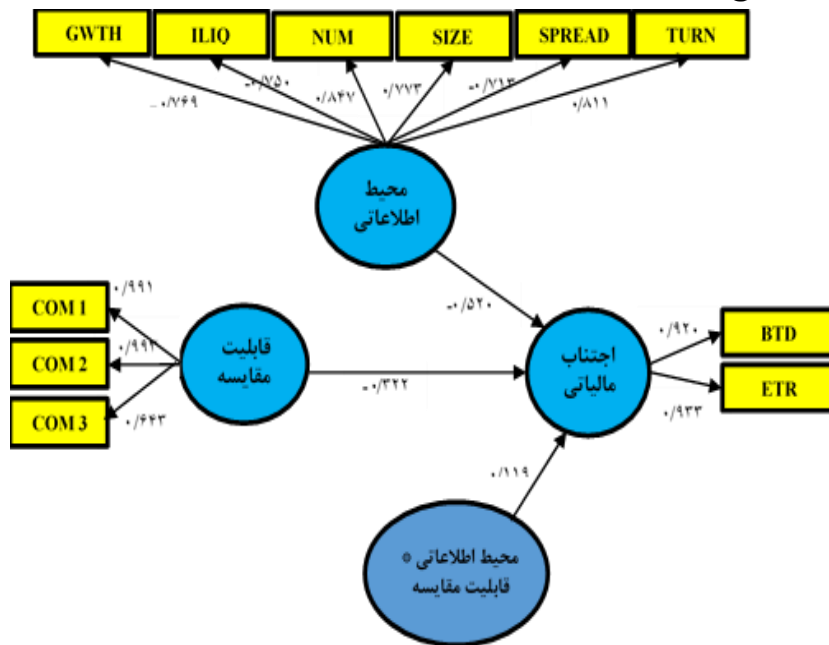 GWTH ILIQ NUM SIZE SPREAD TURN
-۰/۷۶۹ -۰/۷۵۰ ۰/۸۴۷ ۰/۷۷۳ -۰/۷۱۳ ۰/۸۱۱
محیط
اطلاعاتی
-۰/۵۲۰
COM 1
COM 2
COM 3
۰/۹۹۱
۰/۹۹۲
۰/۶۴۳
قابلیت
مقایسه
-۰/۳۲۲
اجتناب
مالیاتی
۰/۹۲۰
۰/۹۳۳
BTD
ETR
۰/۱۱۹
محیط اطلاعاتی *
قابلیت مقایسه